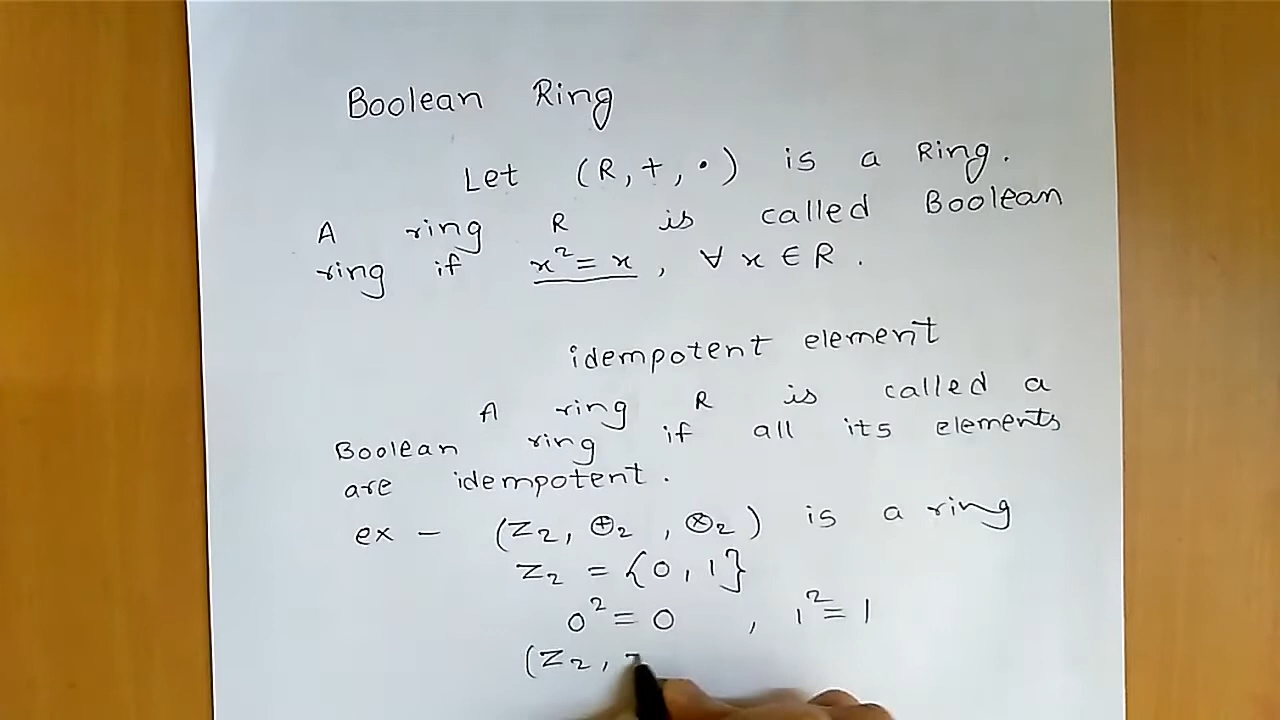 Boolean Ring
Let (R, +, •) is a Ring.
A ring R is called Boolean
ring if x² = x, ∀ x ∈ R.
idempotent element
A ring R is called a
Boolean ring if all its elements
are idempotent.
ex – (Z₂, ⊕₂, ⊗₂) is a ring
Z₂ = {0, 1}
0² = 0 , 1² = 1
(Z₂,